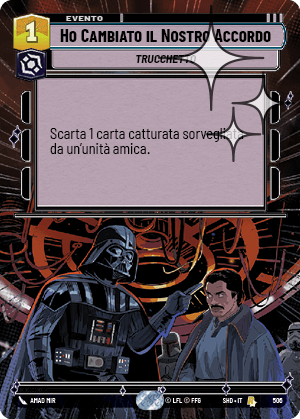 EVENTO
1
HO CAMBIATO IL NOSTRO ACCORDO
TRUCCHETTO
Scarta 1 carta catturata sorvegliata
da un'unità amica.
AMAD MIR
© LFL © FFG
SHD • IT
506